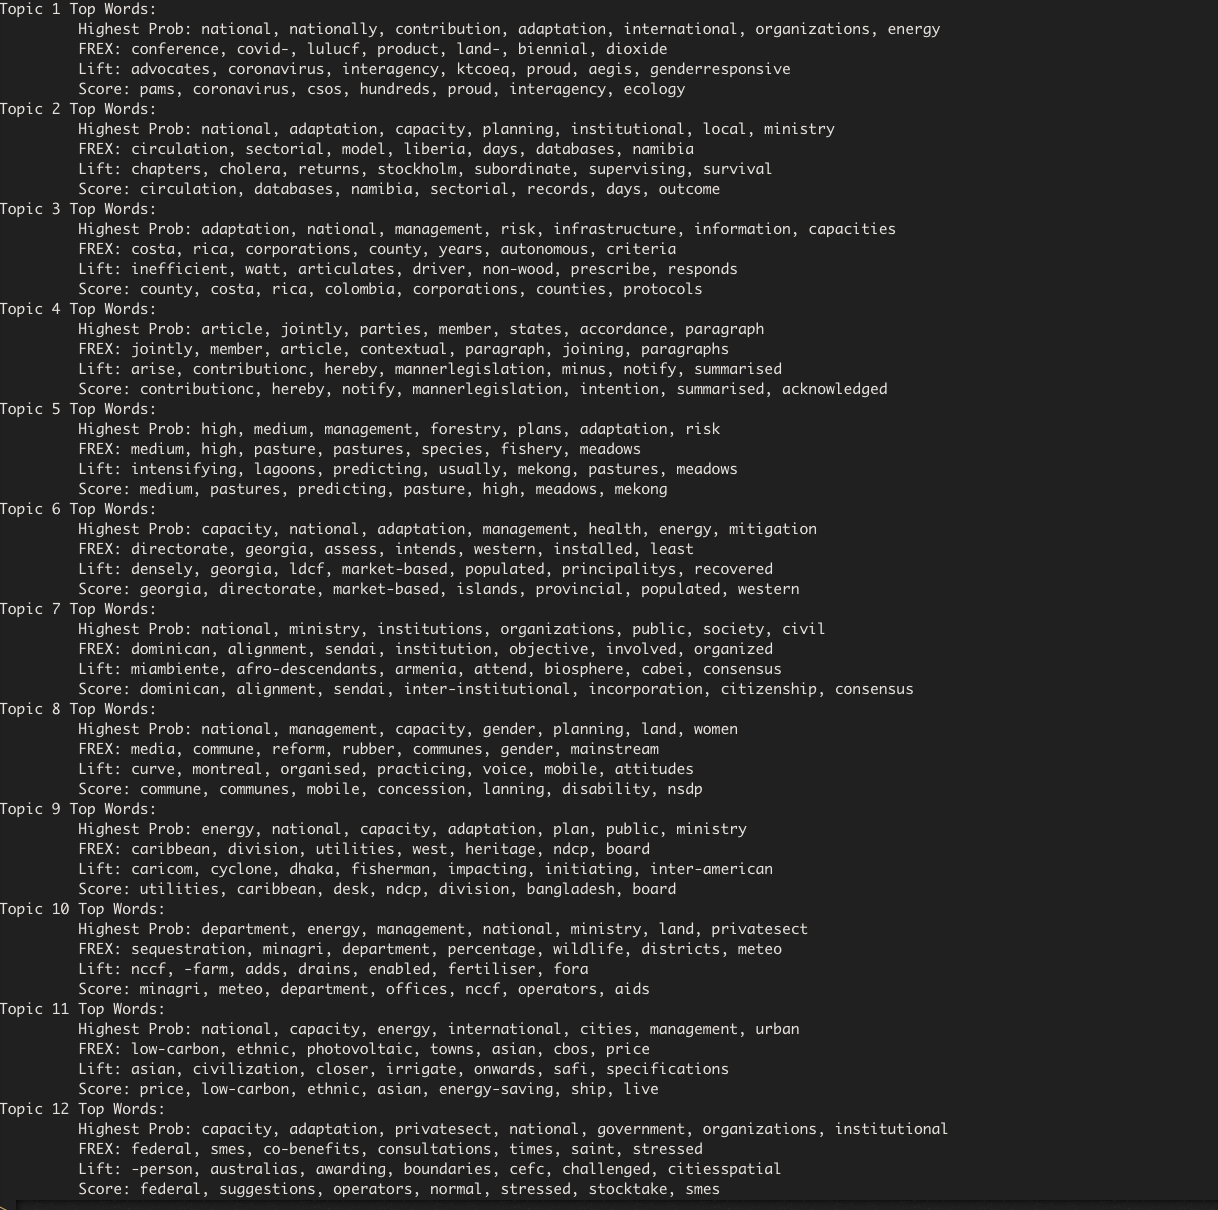 Topic 1 Top Words:
Highest Prob: national, nationally, contribution, adaptation, international, organizations, energy
FREX: conference, covid-, lulucf, product, land-, biennial, dioxide
Lift: advocates, coronavirus, interagency, ktcoeq, proud, aegis, genderresponsive
Score: pams, coronavirus, csos, hundreds, proud, interagency, ecology
Topic 2 Top Words:
Highest Prob: national, adaptation, capacity, planning, institutional, local, ministry
FREX: circulation, sectorial, model, liberia, days, databases, namibia
Lift: chapters, cholera, returns, stockholm, subordinate, supervising, survival
Score: circulation, databases, namibia, sectorial, records, days, outcome
Topic 3 Top Words:
Highest Prob: adaptation, national, management, risk, infrastructure, information, capacities
FREX: costa, rica, corporations, county, years, autonomous, criteria
Lift: inefficient, watt, articulates, driver, non-wood, prescribe, responds
Score: county, costa, rica, colombia, corporations, counties, protocols
Topic 4 Top Words:
Highest Prob: article, jointly, parties, member, states, accordance, paragraph
FREX: jointly, member, article, contextual, paragraph, joining, paragraphs
Lift: arise, contributionc, hereby, mannerlegislation, minus, notify, summarised
Score: contributionc, hereby, notify, mannerlegislation, intention, summarised, acknowledged
Topic 5 Top Words:
Highest Prob: high, medium, management, forestry, plans, adaptation, risk
FREX: medium, high, pasture, pastures, species, fishery, meadows
Lift: intensifying, lagoons, predicting, usually, mekong, pastures, meadows
Score: medium, pastures, predicting, pasture, high, meadows, mekong
Topic 6 Top Words:
Highest Prob: capacity, national, adaptation, management, health, energy, mitigation
FREX: directorate, georgia, assess, intends, western, installed, least
Lift: densely, georgia, ldcf, market-based, populated, principalitys, recovered
Score: georgia, directorate, market-based, islands, provincial, populated, western
Topic 7 Top Words:
Highest Prob: national, ministry, institutions, organizations, public, society, civil
FREX: dominican, alignment, sendai, institution, objective, involved, organized
Lift: miambiente, afro-descendants, armenia, attend, biosphere, cabei, consensus
Score: dominican, alignment, sendai, inter-institutional, incorporation, citizenship, consensus
Topic 8 Top Words:
Highest Prob: national, management, capacity, gender, planning, land, women
FREX: media, commune, reform, rubber, communes, gender, mainstream
Lift: curve, montreal, organised, practicing, voice, mobile, attitudes
Score: commune, communes, mobile, concession, lanning, disability, nsdp
Topic 9 Top Words:
Highest Prob: energy, national, capacity, adaptation, plan, public, ministry
FREX: caribbean, division, utilities, west, heritage, ndcp, board
Lift: caricom, cyclone, dhaka, fisherman, impacting, initiating, inter-american
Score: utilities, caribbean, desk, ndcp, division, bangladesh, board
Topic 10 Top Words:
Highest Prob: department, energy, management, national, ministry, land, privatesect
FREX: sequestration, minagri, department, percentage, wildlife, districts, meteo
Lift: nccf, -farm, adds, drains, enabled, fertiliser, fora
Score: minagri, meteo, department, offices, nccf, operators, aids
Topic 11 Top Words:
Highest Prob: national, capacity, energy, international, cities, management, urban
FREX: low-carbon, ethnic, photovoltaic, towns, asian, cbos, price
Lift: asian, civilization, closer, irrigate, onwards, safi, specifications
Score: price, low-carbon, ethnic, asian, energy-saving, ship, live
Topic 12 Top Words:
Highest Prob: capacity, adaptation, privatesect, national, government, organizations, institutional
FREX: federal, smes, co-benefits, consultations, times, saint, stressed
Lift: -person, australias, awarding, boundaries, cefc, challenged, citiesspatial
Score: federal, suggestions, operators, normal, stressed, stocktake, smes